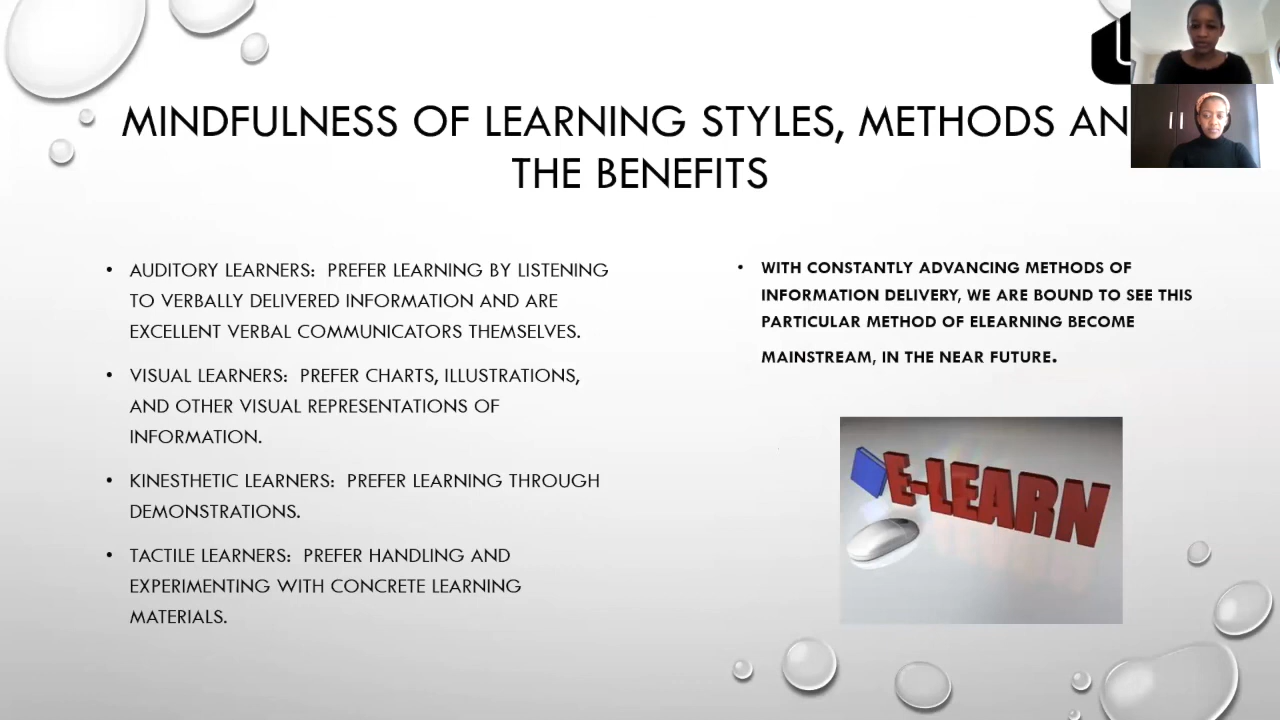 MINDFULNESS OF LEARNING STYLES, METHODS AN
THE BENEFITS
• AUDITORY LEARNERS: PREFER LEARNING BY LISTENING
TO VERBALLY DELIVERED INFORMATION AND ARE
EXCELLENT VERBAL COMMUNICATORS THEMSELVES.
• VISUAL LEARNERS: PREFER CHARTS, ILLUSTRATIONS,
AND OTHER VISUAL REPRESENTATIONS OF
INFORMATION.
• KINESTHETIC LEARNERS: PREFER LEARNING THROUGH
DEMONSTRATIONS.
• TACTILE LEARNERS: PREFER HANDLING AND
EXPERIMENTING WITH CONCRETE LEARNING
MATERIALS.
• WITH CONSTANTLY ADVANCING METHODS OF
INFORMATION DELIVERY, WE ARE BOUND TO SEE THIS
PARTICULAR METHOD OF ELEARNING BECOME
MAINSTREAM, IN THE NEAR FUTURE.
E-LEARN